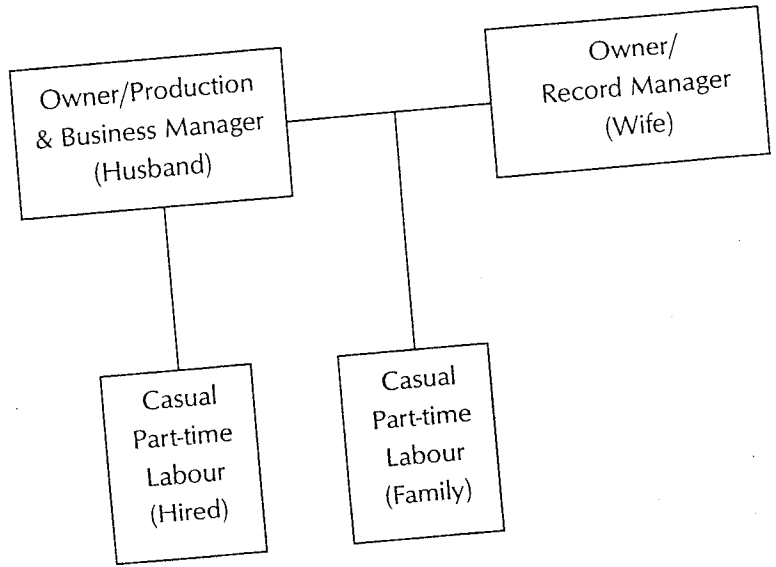 Owner/Production
& Business Manager
(Husband)
Owner/
Record Manager
(Wife)
Casual
Part-time
Labour
(Hired)
Casual
Part-time
Labour
(Family)